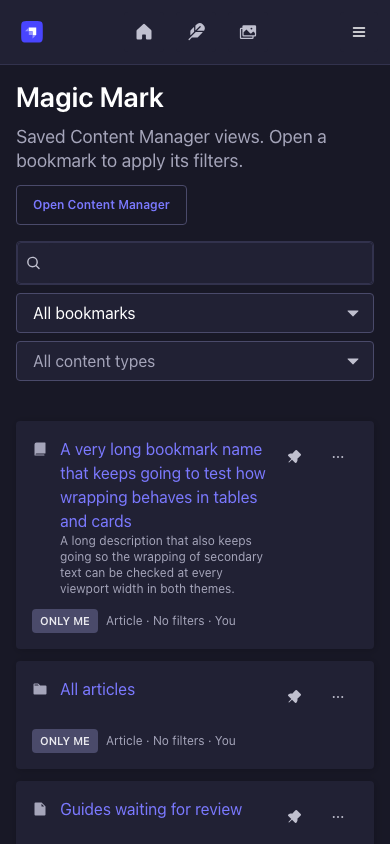 Magic Mark
Saved Content Manager views. Open a
bookmark to apply its filters.
Open Content Manager
All bookmarks
All content types
A very long bookmark name
that keeps going to test how
wrapping behaves in tables
and cards
A long description that also keeps
going so the wrapping of secondary
text can be checked at every
viewport width in both themes.
ONLY ME Article · No filters · You
All articles
ONLY ME Article · No filters · You
Guides waiting for review